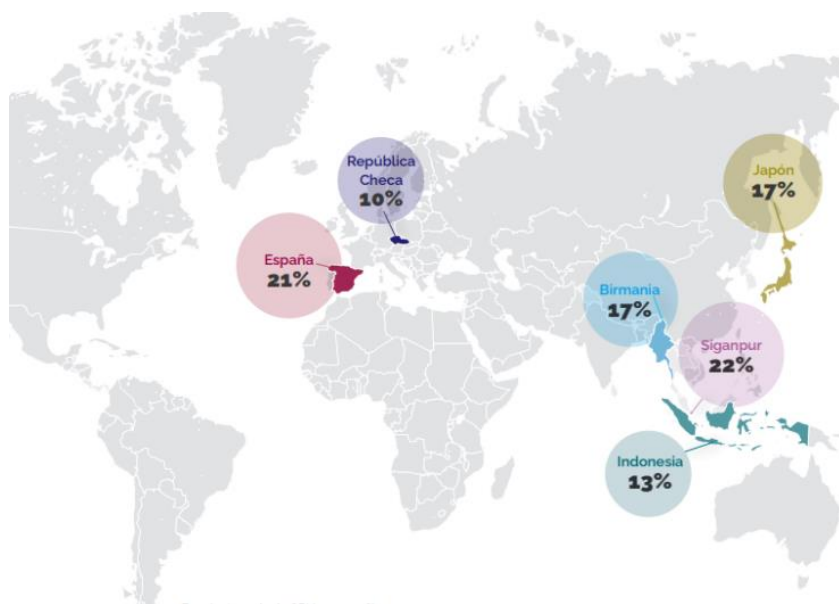 República
Checa
10%
Japón
17%
España
21%
Birmania
17%
Siganpur
22%
Indonesia
13%